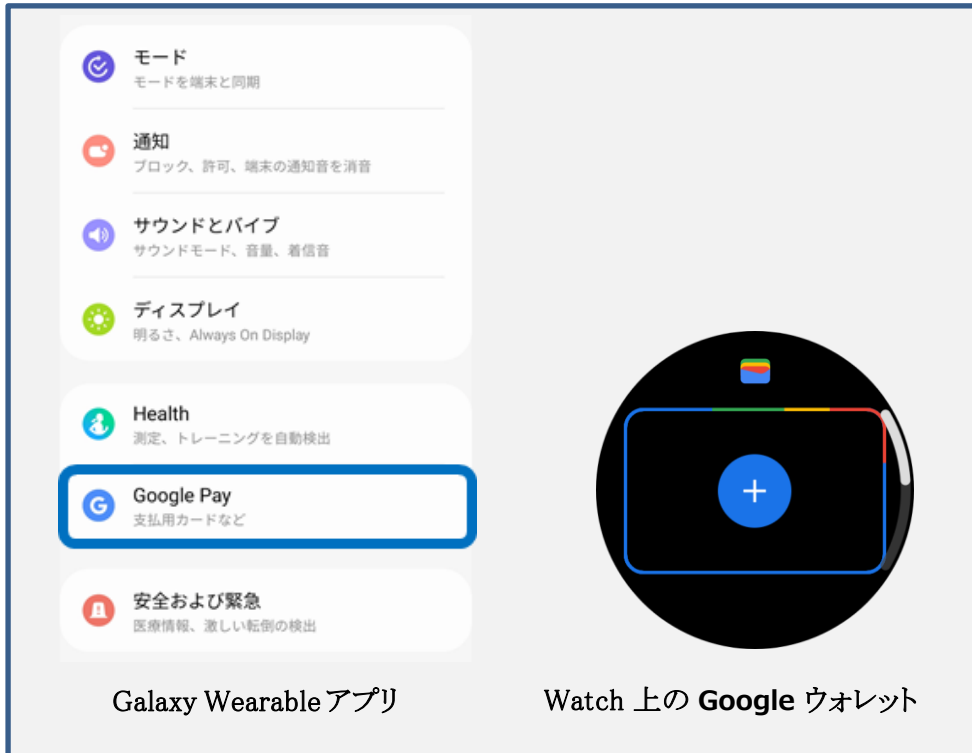 モード
モードを端末と同期
通知
ブロック、許可、端末の通知音を消音
サウンドとバイブ
サウンドモード、音量、着信音
ディスプレイ
明るさ、Always On Display
Health
測定、トレーニングを自動検出
G
Google Pay
支払用カードなど
安全および緊急
医療情報、激しい転倒の検出
Galaxy Wearableアプリ
Watch 上の Google ウォレット